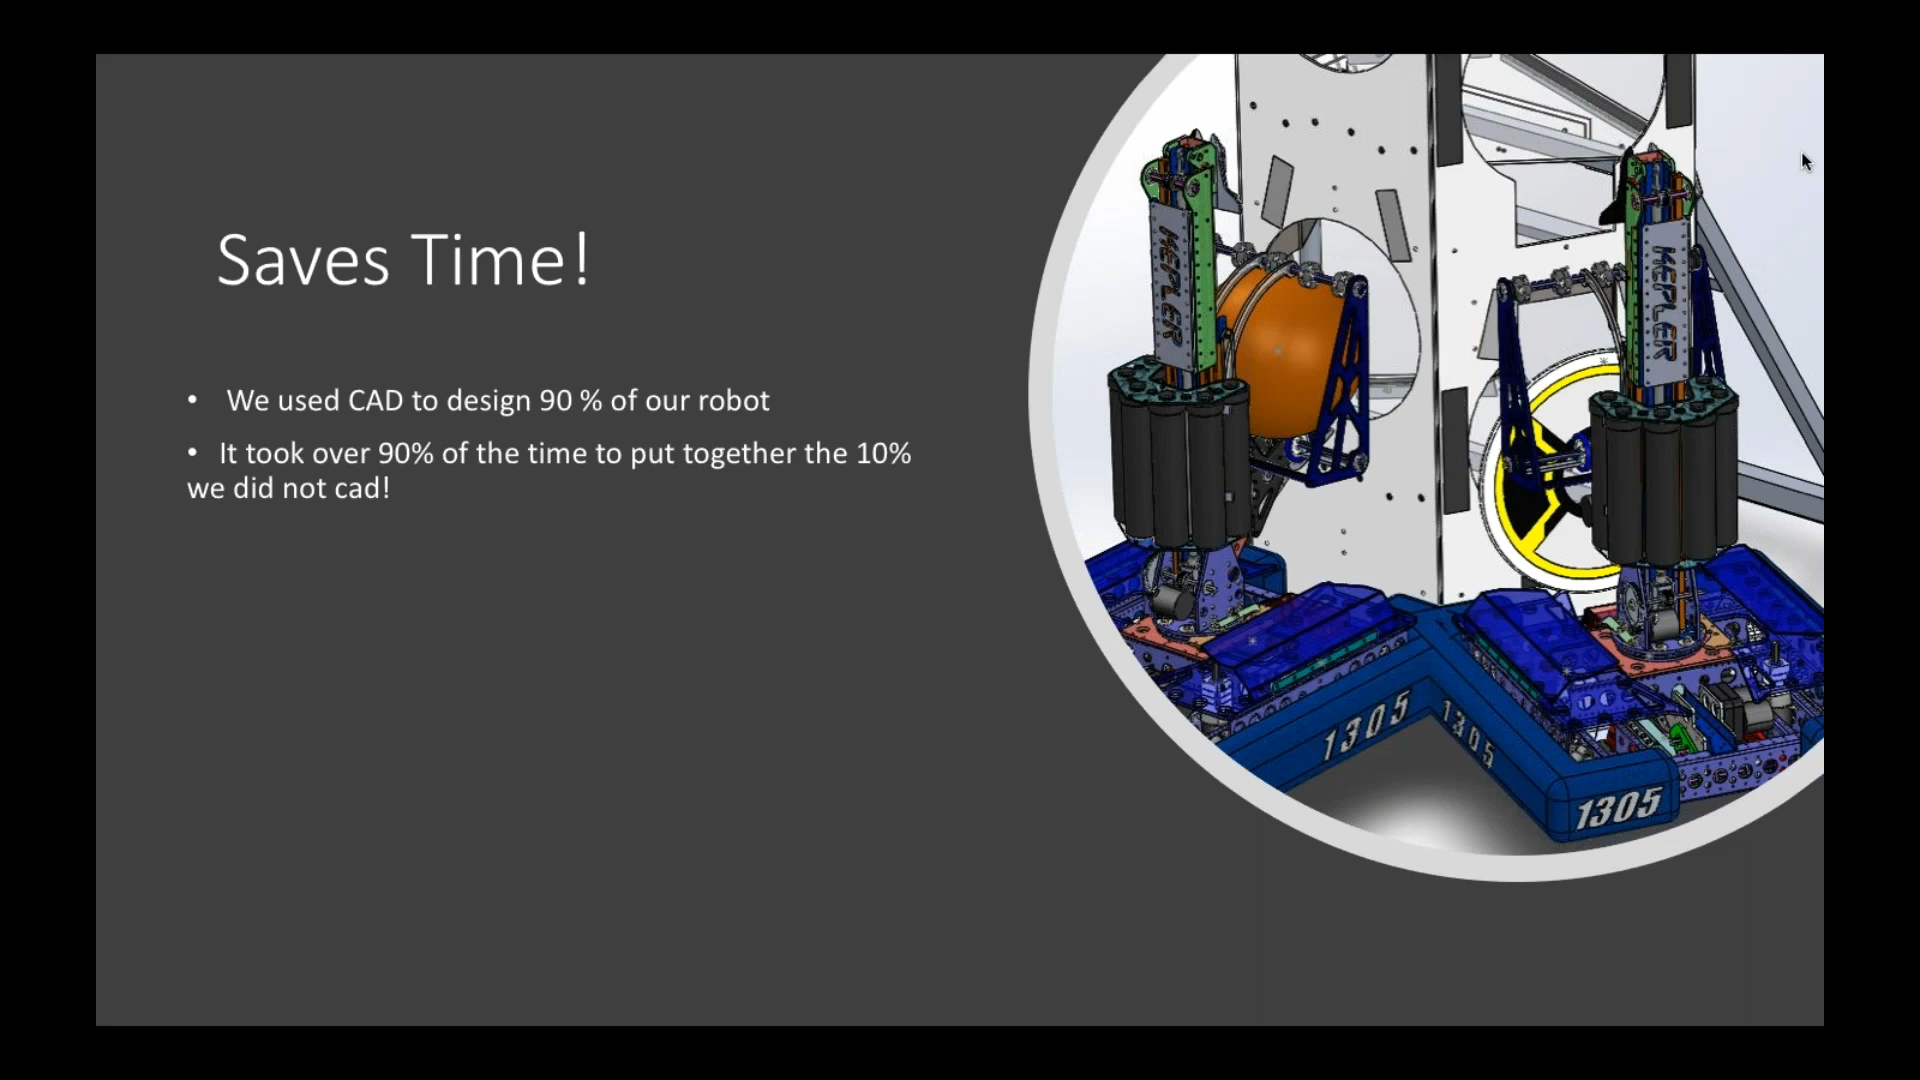 Saves Time!
• We used CAD to design 90 % of our robot
• It took over 90% of the time to put together the 10%
we did not cad!
KEPLER
KEPLER
1305
1305
1305